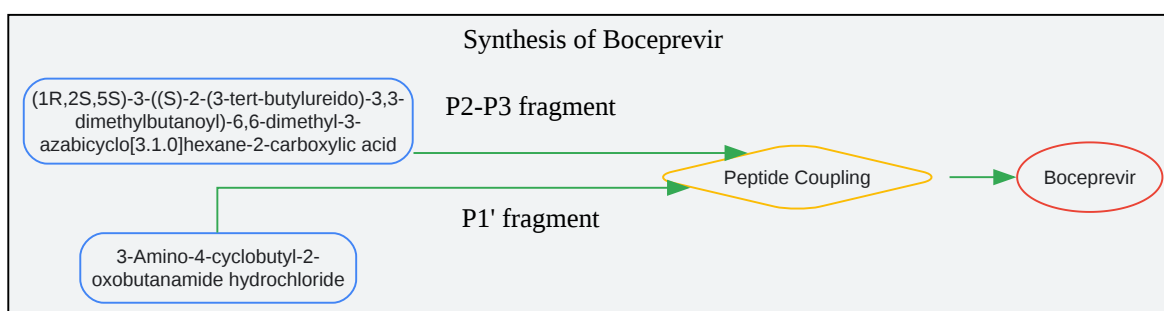 Synthesis of Boceprevir
(1R,2S,5S)-3-((S)-2-(3-tert-butylureido)-3,3-
dimethylbutanoyl)-6,6-dimethyl-3-
azabicyclo[3.1.0]hexane-2-carboxylic acid
P2-P3 fragment
Peptide Coupling
Boceprevir
P1' fragment
3-Amino-4-cyclobutyl-2-
oxobutanamide hydrochloride